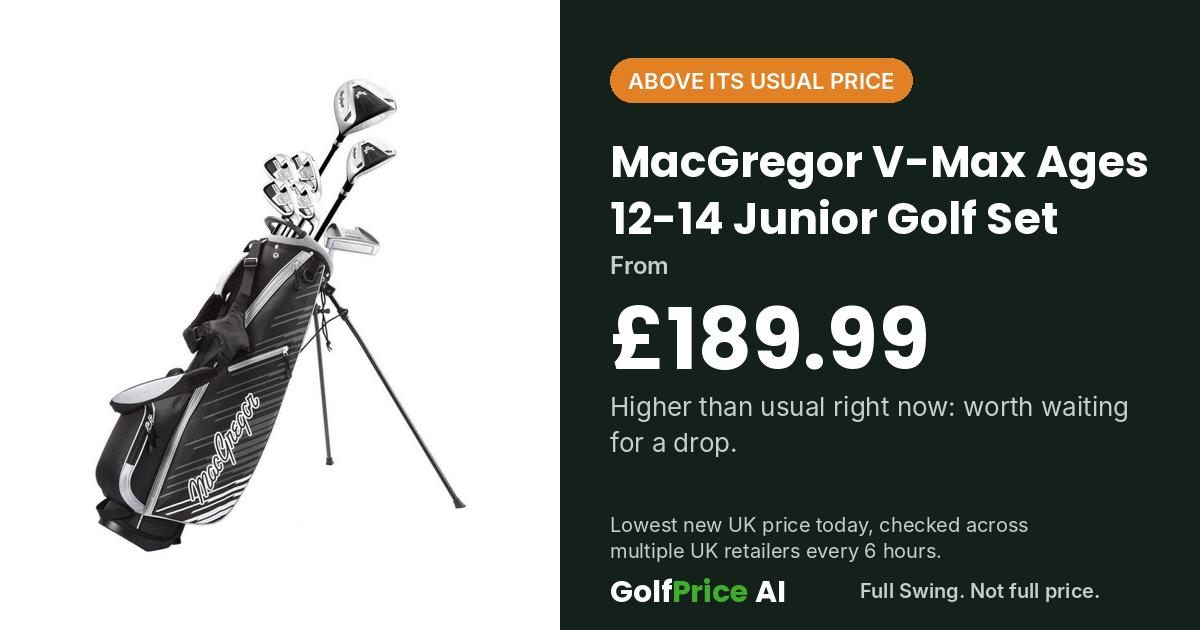 ABOVE ITS USUAL PRICE
MacGregor V-Max Ages
12-14 Junior Golf Set
From
£189.99
Higher than usual right now: worth waiting
for a drop.
Lowest new UK price today, checked across
multiple UK retailers every 6 hours.
GolfPrice AI
Full Swing. Not full price.
MacGregor